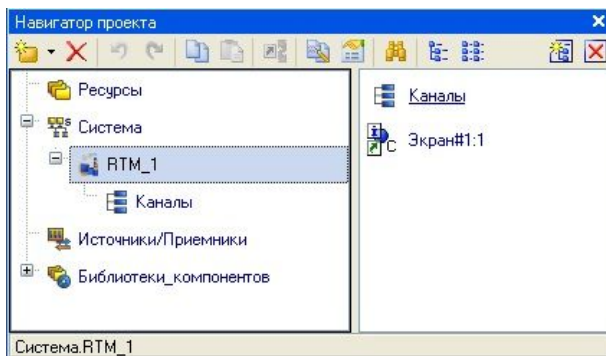 Навигатор проекта
Ресурсы
Система
RTM_1
Каналы
Источники/Приемники
Библиотеки_компонентов
Каналы
Экран#1:1
Система.RTM_1